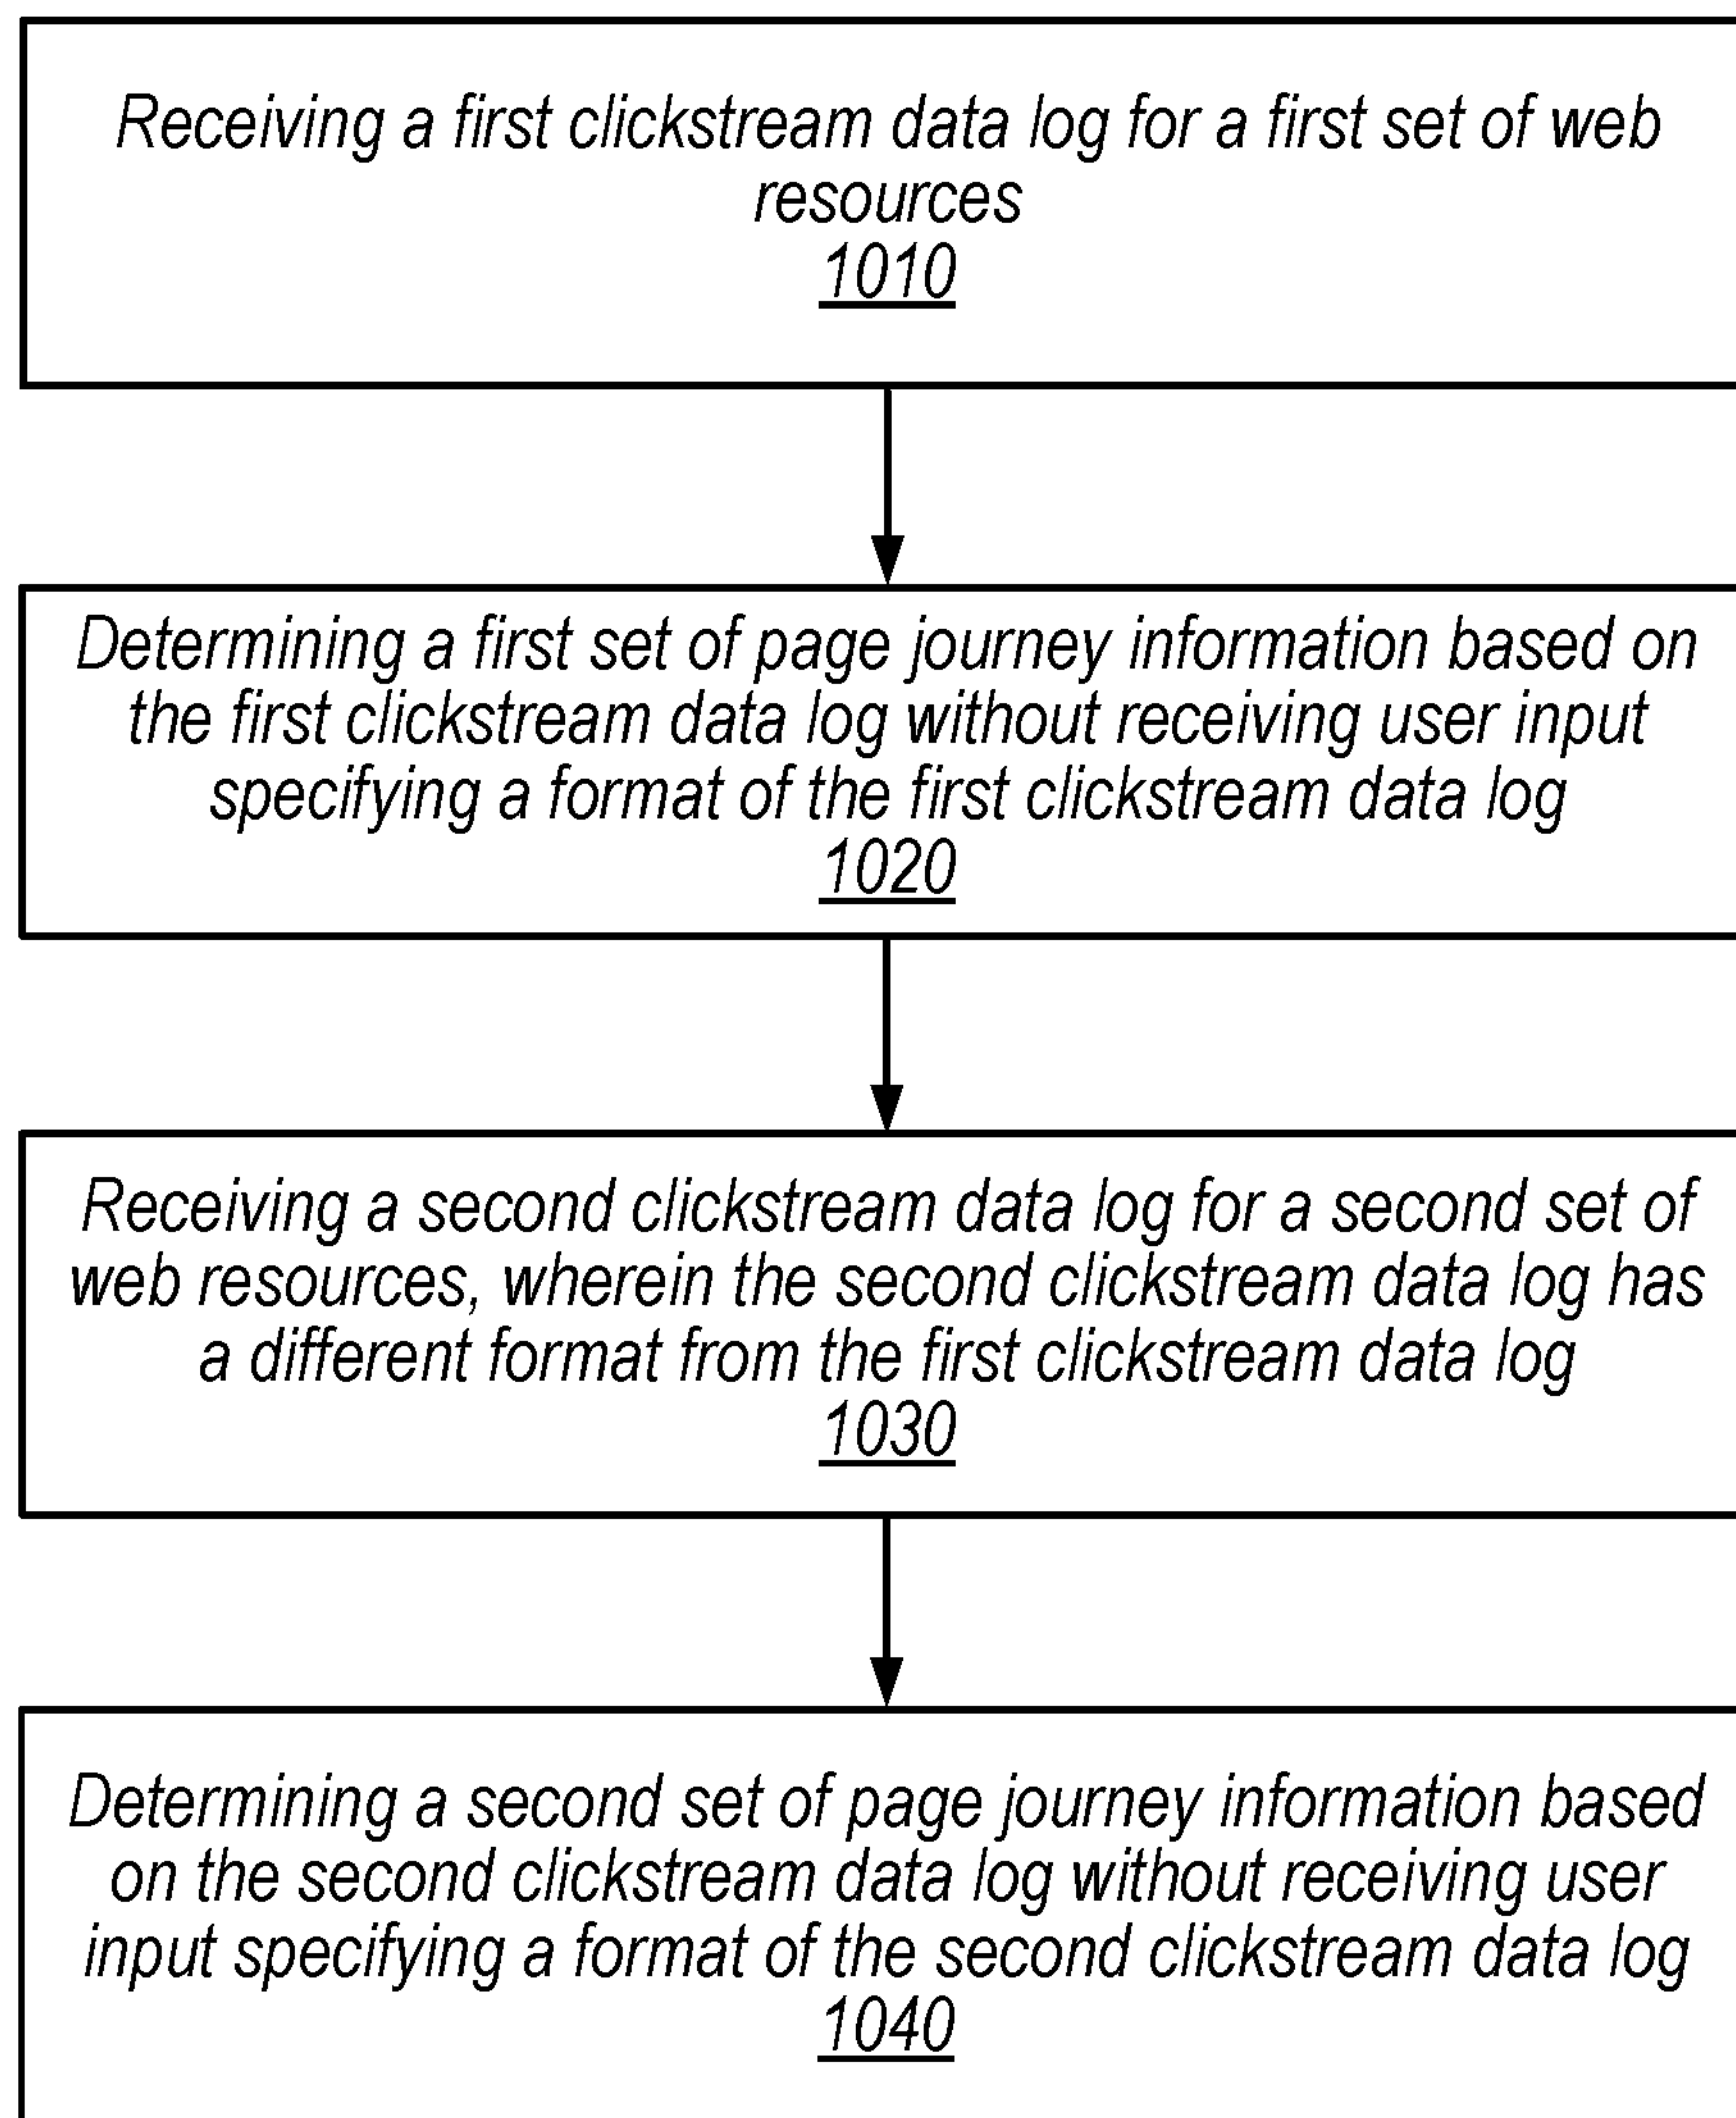 Receiving a first clickstream data log for a first set of web
resources
1010
Determining a first set of page journey information based on
the first clickstream data log without receiving user input
specifying a format of the first clickstream data log
1020
Receiving a second clickstream data log for a second set of
web resources, wherein the second clickstream data log has
a different format from the first clickstream data log
1030
Determining a second set of page journey information based
on the second clickstream data log without receiving user
input specifying a format of the second clickstream data log
1040